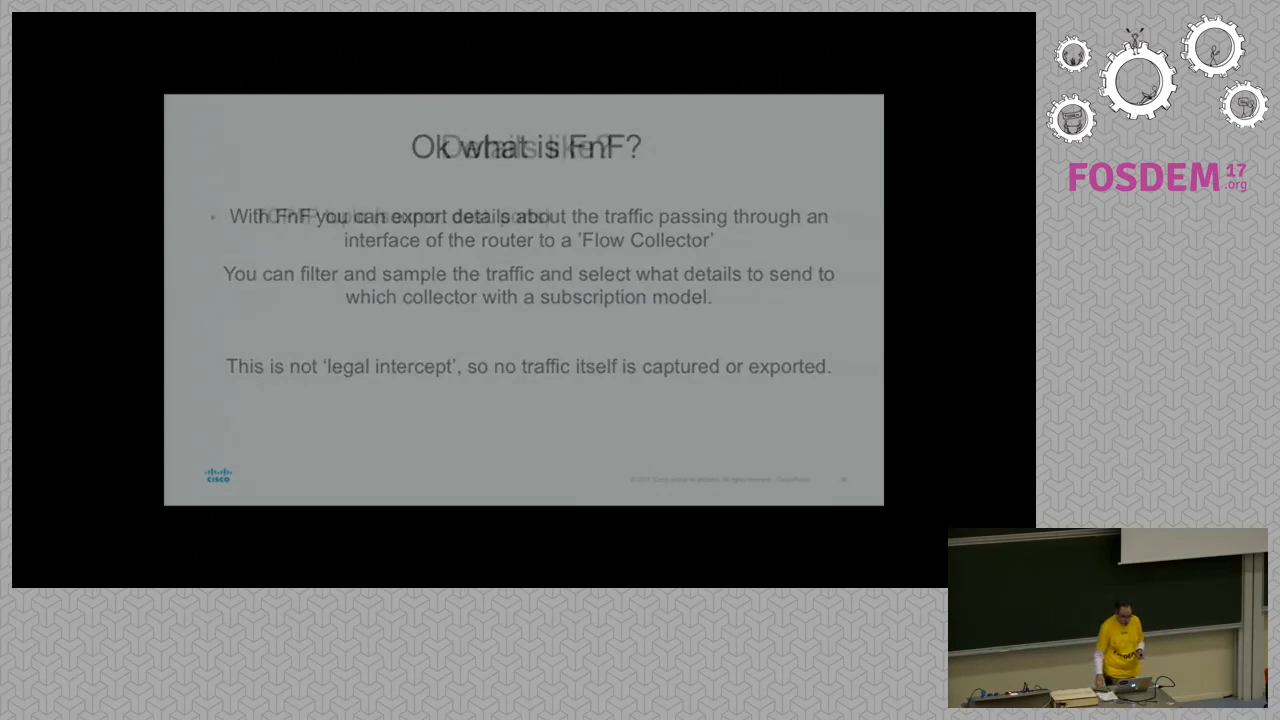 Ok what is FnF?
Details like?
• With FnF you can export details about the traffic passing through an
interface of the router to a 'Flow Collector'
You can filter and sample the traffic and select what details to send to
which collector with a subscription model.
This is not ‘legal intercept’, so no traffic itself is captured or exported.
CISCO
FOSDEM 17
.org